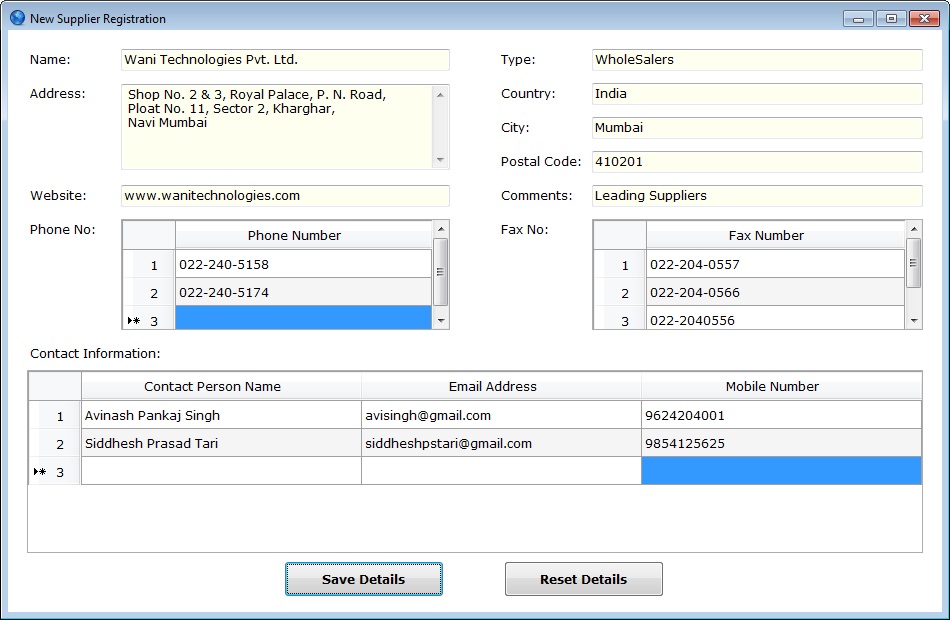 New Supplier Registration
Name: Wani Technologies Pvt. Ltd. Type: WholeSalers
Address: Shop No. 2 & 3, Royal Palace, P. N. Road, Country: India
Ploat No. 11, Sector 2, Kharghar,
Navi Mumbai City: Mumbai
Postal Code: 410201
Website: www.wanitechnologies.com Comments: Leading Suppliers
Phone No: Phone Number Fax No: Fax Number
1 022-240-5158 1 022-204-0557
2 022-240-5174 2 022-204-0566
3 3 022-2040556
Contact Information:
Contact Person Name Email Address Mobile Number
1 Avinash Pankaj Singh avisingh@gmail.com 9624204001
2 Siddhesh Prasad Tari siddheshpstari@gmail.com 9854125625
3
Save Details Reset Details